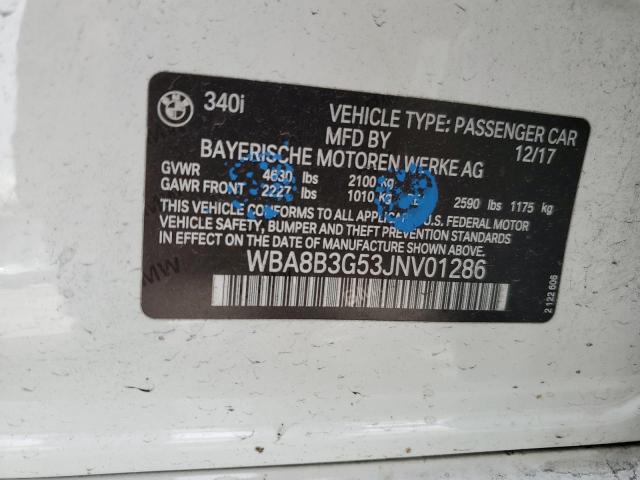 BMW 340i
VEHICLE TYPE: PASSENGER CAR
MFD BY 12/17
BAYERISCHE MOTOREN WERKE AG
GVWR 4630 lbs 2100 kg
GAWR FRONT 2227 lbs 1010 kg 2590 lbs 1175 kg
THIS VEHICLE CONFORMS TO ALL APPLICA U.S. FEDERAL MOTOR
VEHICLE SAFETY, BUMPER AND THEFT PREVENTION STANDARDS
IN EFFECT ON DATE OF MANUFACTURE SHOWN ABOVE.
WBA8B3G53JNV01286
2 122 606